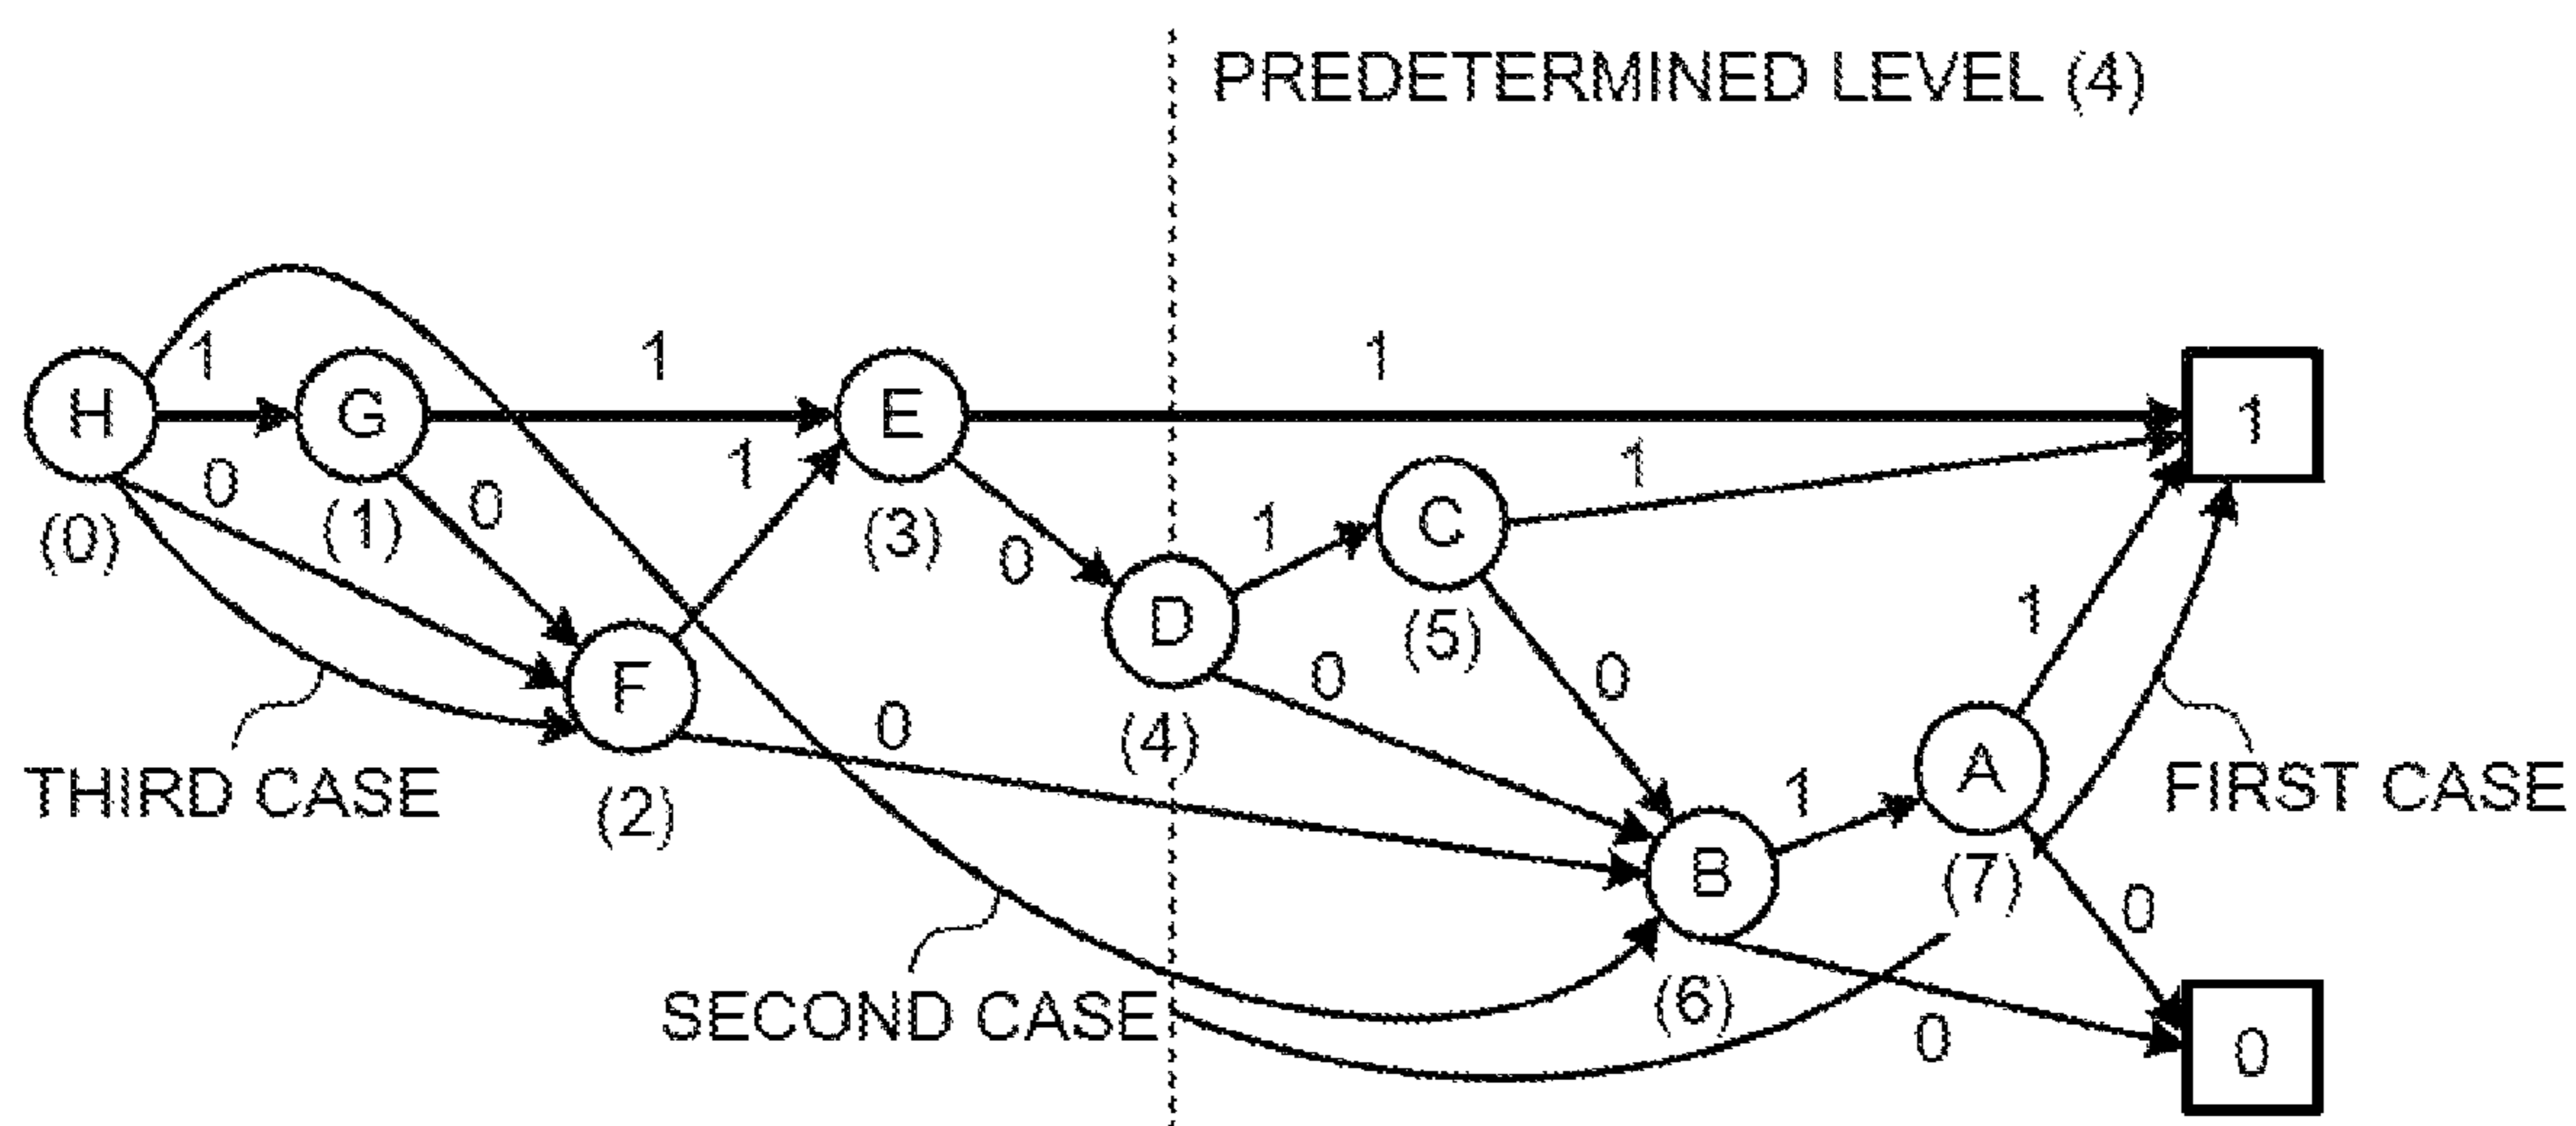 PREDETERMINED LEVEL (4)
1
1
1
H
G
E
1
0
1
1
C
(0)
(1)
0
(3)
0
1
D
(5)
1
F
0
0
THIRD CASE
(2)
0
(4)
1
A
FIRST CASE
B
(7)
0
SECOND CASE
(6)
0
0